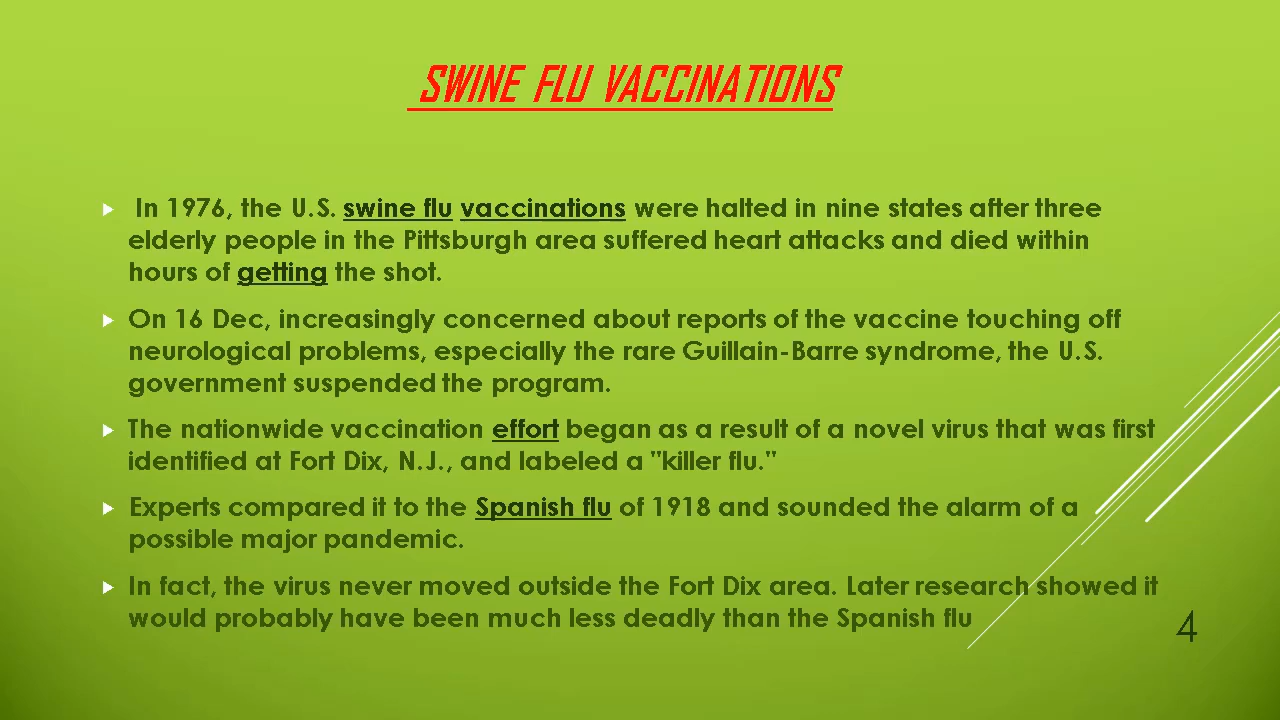 SWINE FLU VACCINATIONS
In 1976, the U.S. swine flu vaccinations were halted in nine states after three
elderly people in the Pittsburgh area suffered heart attacks and died within
hours of getting the shot.
On 16 Dec, increasingly concerned about reports of the vaccine touching off
neurological problems, especially the rare Guillain-Barre syndrome, the U.S.
government suspended the program.
The nationwide vaccination effort began as a result of a novel virus that was first
identified at Fort Dix, N.J., and labeled a "killer flu."
Experts compared it to the Spanish flu of 1918 and sounded the alarm of a
possible major pandemic.
In fact, the virus never moved outside the Fort Dix area. Later research showed it
would probably have been much less deadly than the Spanish flu
4